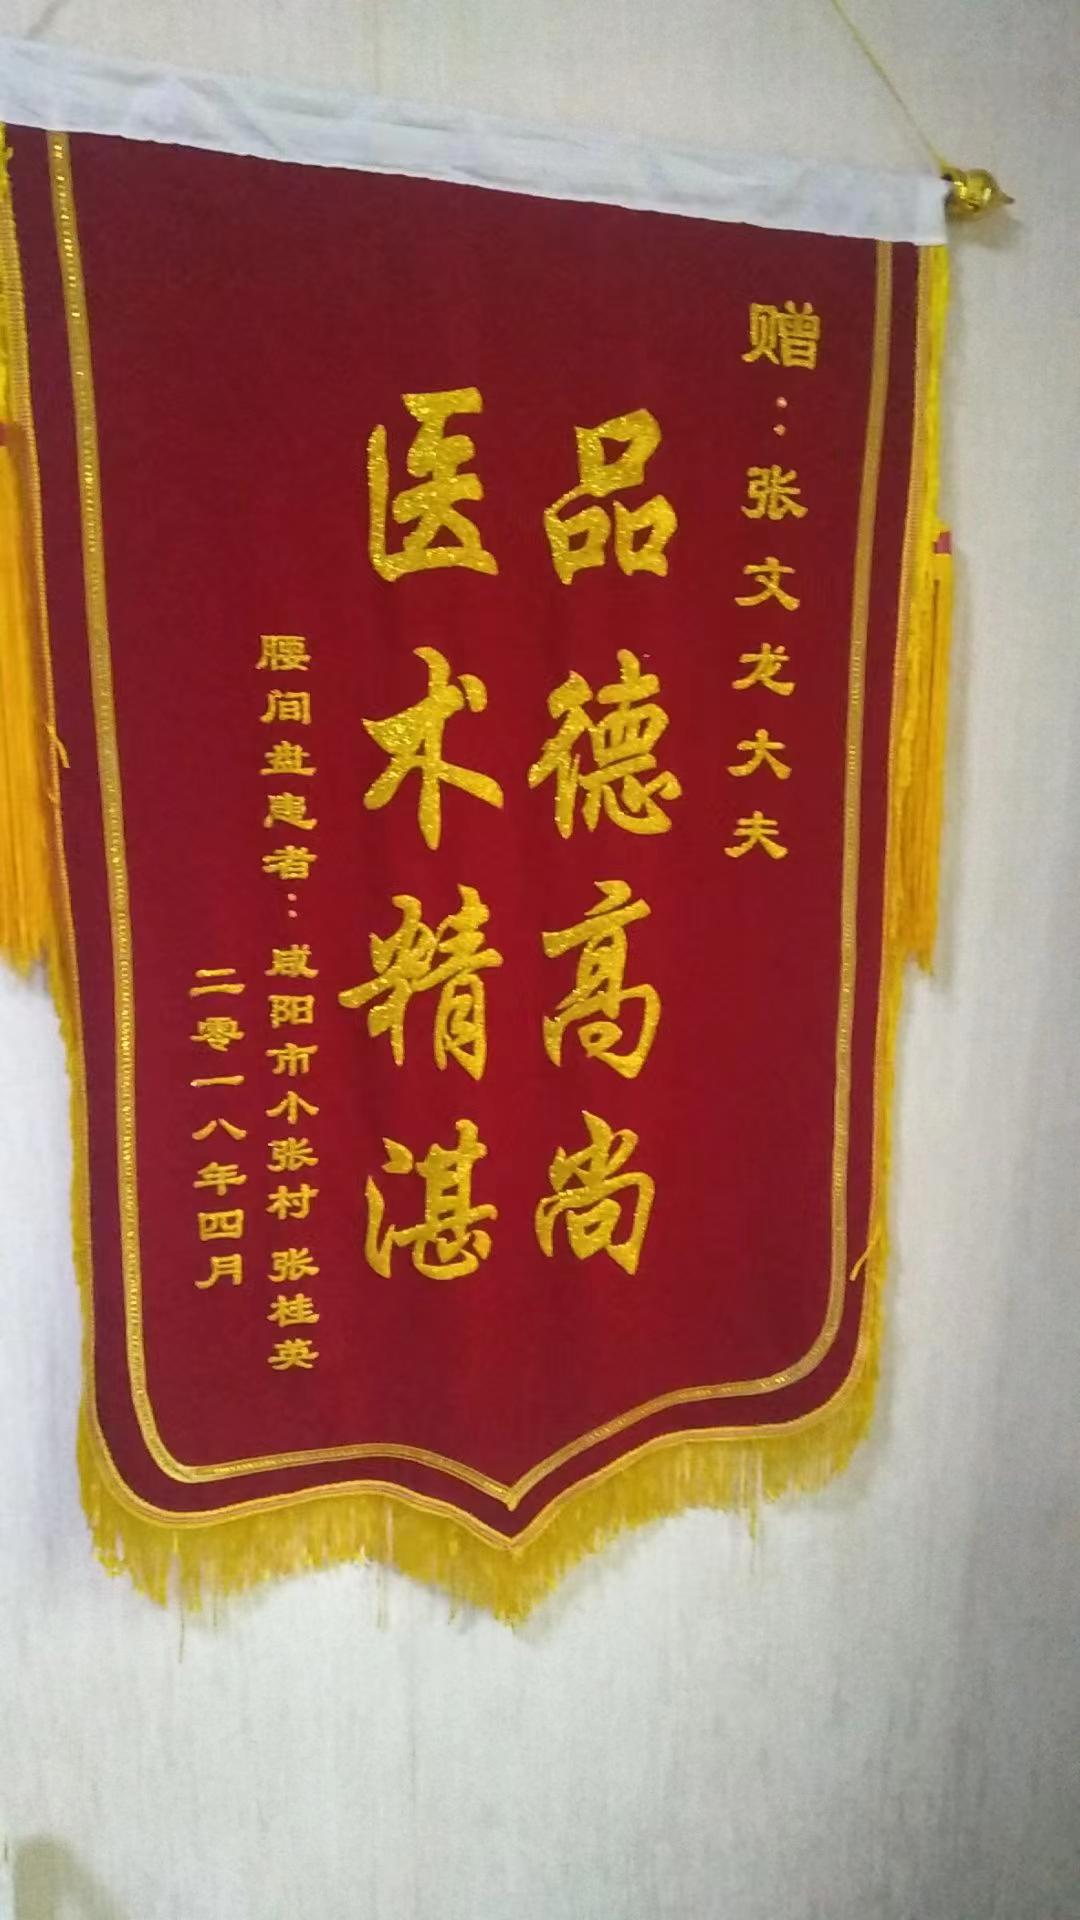 赠：张文龙大夫
品德高尚
医术精湛
腰间盘患者：咸阳市小张村 张桂英
二零一八年四月